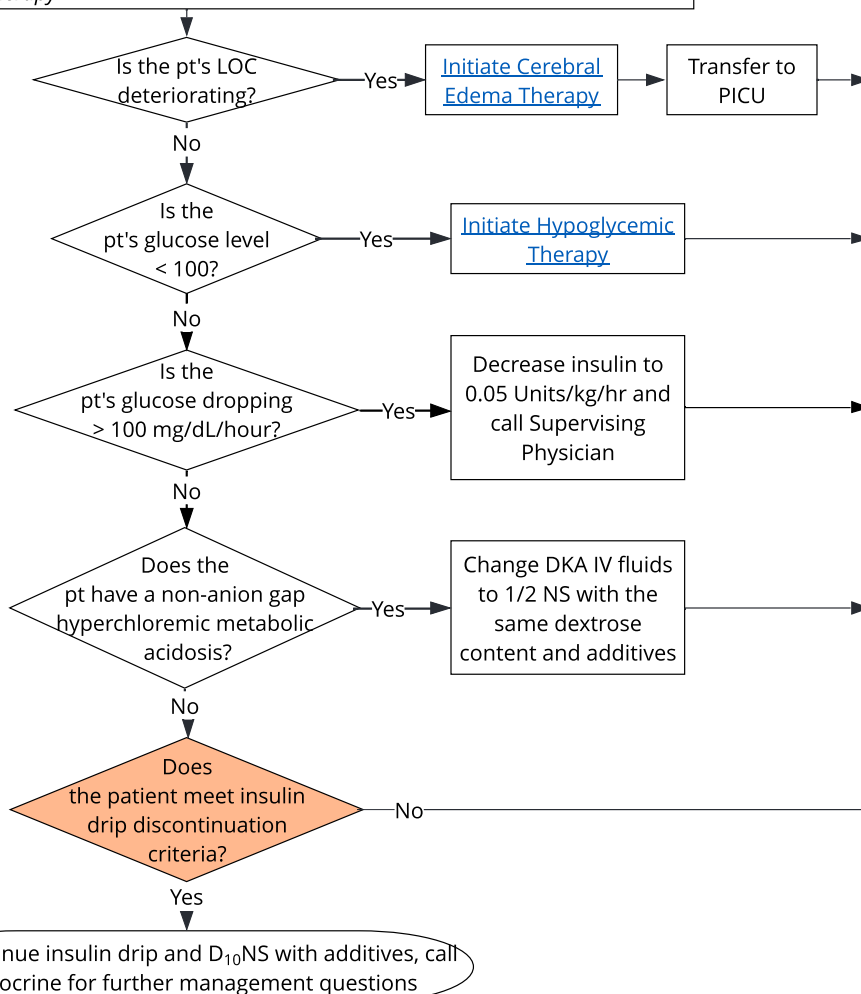 Is the pt's LOC
deteriorating?
Yes
Initiate Cerebral
Edema Therapy
Transfer to
PICU
No
Is the
pt's glucose level
< 100?
Yes
Initiate Hypoglycemic
Therapy
No
Is the
pt's glucose dropping
> 100 mg/dL/hour?
Yes
Decrease insulin to
0.05 Units/kg/hr and
call Supervising
Physician
No
Does the
pt have a non-anion gap
hyperchloremic metabolic
acidosis?
Yes
Change DKA IV fluids
to 1/2 NS with the
same dextrose
content and additives
No
Does
the patient meet insulin
drip discontinuation
criteria?
No
Yes
nue insulin drip and D₁₀NS with additives, call
ocrine for further management questions